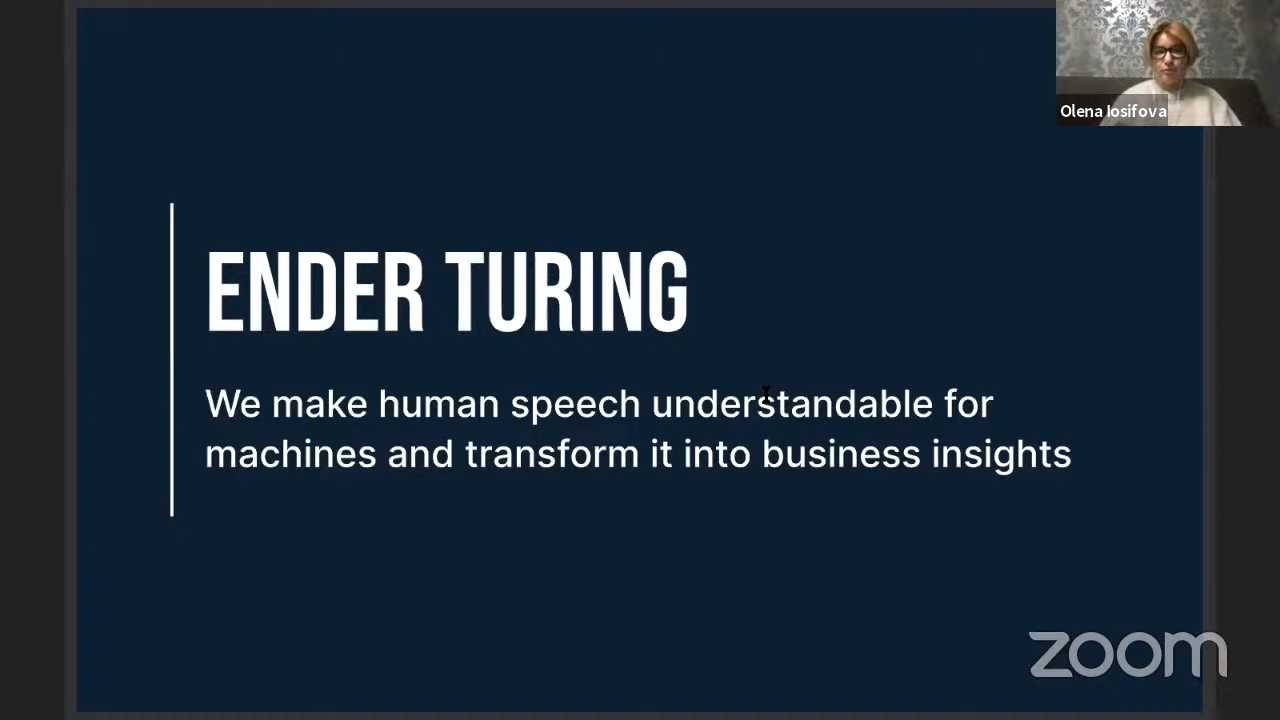 Olena Iosifova
ENDER TURING
We make human speech understandable for
machines and transform it into business insights
zoom